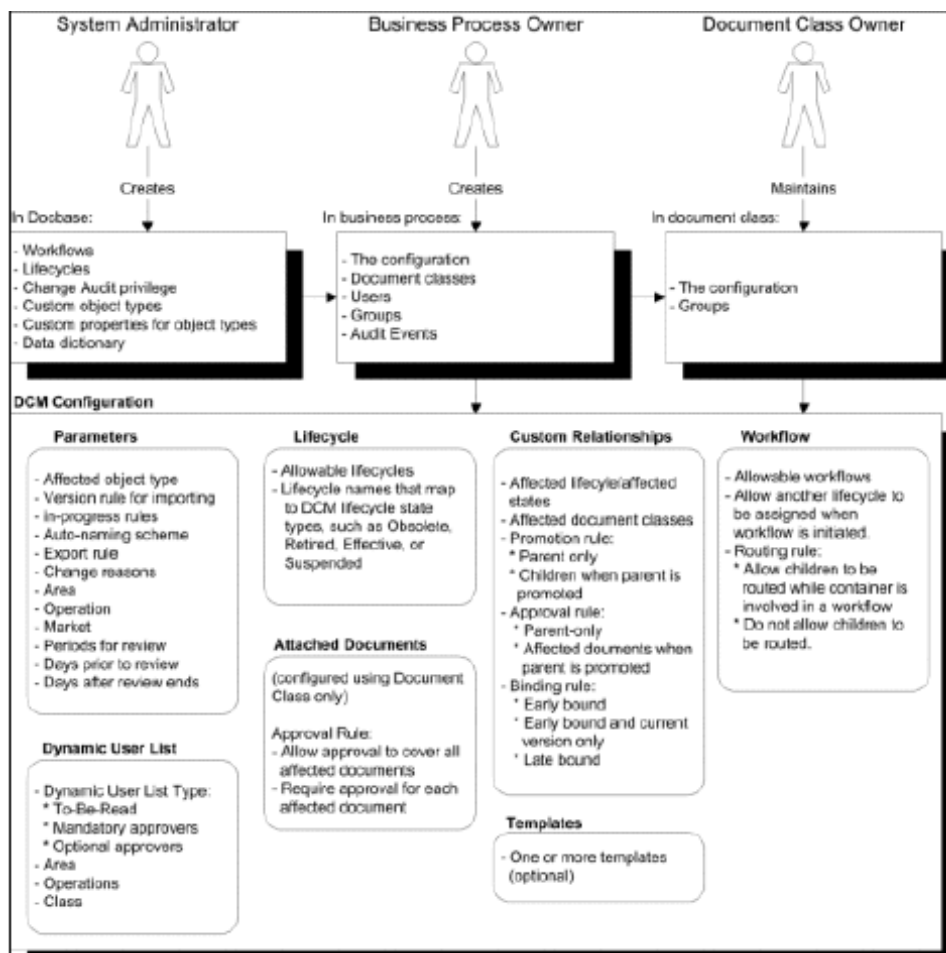 System Administrator
Business Process Owner
Document Class Owner
Creates
Creates
Maintains
In Docbase:
In business process:
In document class:
- Workflows
- Lifecycles
- Change Audit privilege
- Custom object types
- Custom properties for object types
- Data dictionary
- The configuration
- Document classes
- Users
- Groups
- Audit Events
- The configuration
- Groups
DCM Configuration
Parameters
- Affected object type
- Version rule for importing
- in-progress rules
- Auto-naming scheme
- Export rule
- Change reasons
- Area
- Operation
- Market
- Periods for review
- Days prior to review
- Days after review ends
Dynamic User List
- Dynamic User List Type:
* To-Be-Read
* Mandatory approvers
* Optional approvers
- Area
- Operations
- Class
Lifecycle
- Allowable lifecycles
- Lifecycle names that map
to DCM lifecycle state
types, such as Obsolete,
Retired, Effective, or
Suspended
Attached Documents
(configured using Document
Class only)
Approval Rule:
- Allow approval to cover all
affected documents
- Require approval for each
affected document
Custom Relationships
- Affected lifecyle/affected
states
- Affected document classes
- Promotion rule:
* Parent only
* Children when parent is
promoted
- Approval rule:
* Parent-only
* Affected douments when
parent is promoted
- Binding rule:
* Early bound
* Early bound and current
version only
* Late bound
Templates
- One or more templates
(optional)
Workflow
- Allowable workflows
- Allow another lifecycle to
be assigned when
workflow is initiated.
- Routing rule:
* Allow children to be
routed while container is
involved in a workflow
* Do not allow children to
be routed.